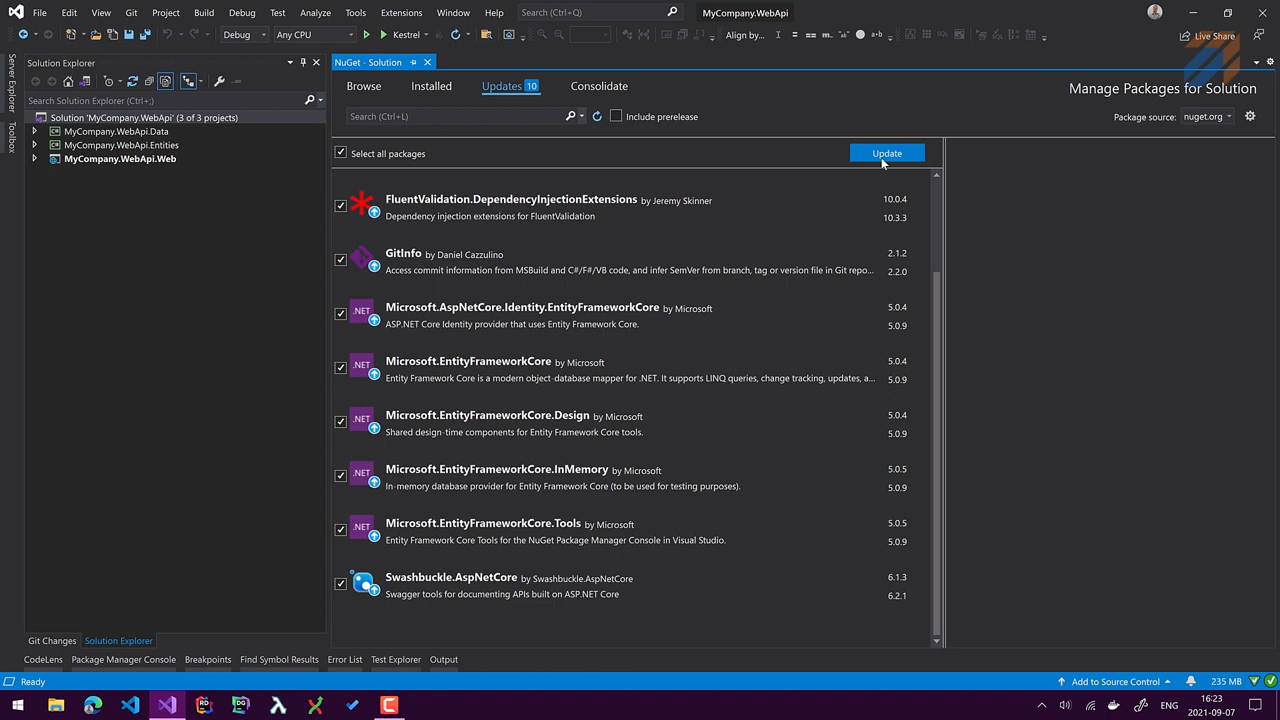 File Edit View Git Project Build Debug Test Analyze Tools Extensions Window Help Search (Ctrl+Q) MyCompany.WebApi
Debug Any CPU Kestrel Align by... Live Share
Server Explorer
Toolbox
Solution Explorer
Search Solution Explorer (Ctrl+;)
Solution 'MyCompany.WebApi' (3 of 3 projects)
MyCompany.WebApi.Data
MyCompany.WebApi.Entities
MyCompany.WebApi.Web
NuGet - Solution
Browse Installed Updates 10 Consolidate
Manage Packages for Solution
Search (Ctrl+L) Include prerelease
Package source: nuget.org
Select all packages Update
FluentValidation.DependencyInjectionExtensions by Jeremy Skinner 10.0.4
Dependency injection extensions for FluentValidation 10.3.3
GitInfo by Daniel Cazzulino 2.1.2
Access commit information from MSBuild and C#/F#/VB code, and infer SemVer from branch, tag or version file in Git repo... 2.2.0
Microsoft.AspNetCore.Identity.EntityFrameworkCore by Microsoft 5.0.4
ASP.NET Core Identity provider that uses Entity Framework Core. 5.0.9
Microsoft.EntityFrameworkCore by Microsoft 5.0.4
Entity Framework Core is a modern object-database mapper for .NET. It supports LINQ queries, change tracking, updates, a... 5.0.9
Microsoft.EntityFrameworkCore.Design by Microsoft 5.0.4
Shared design-time components for Entity Framework Core tools. 5.0.9
Microsoft.EntityFrameworkCore.InMemory by Microsoft 5.0.5
In-memory database provider for Entity Framework Core (to be used for testing purposes). 5.0.9
Microsoft.EntityFrameworkCore.Tools by Microsoft 5.0.5
Entity Framework Core Tools for the NuGet Package Manager Console in Visual Studio. 5.0.9
Swashbuckle.AspNetCore by Swashbuckle.AspNetCore 6.1.3
Swagger tools for documenting APIs built on ASP.NET Core 6.2.1
.NET
.NET
.NET
.NET
.NET
Git Changes Solution Explorer
CodeLens Package Manager Console Breakpoints Find Symbol Results Error List Test Explorer Output
Ready Add to Source Control 235 MB
ENG 16:23
2021-09-07